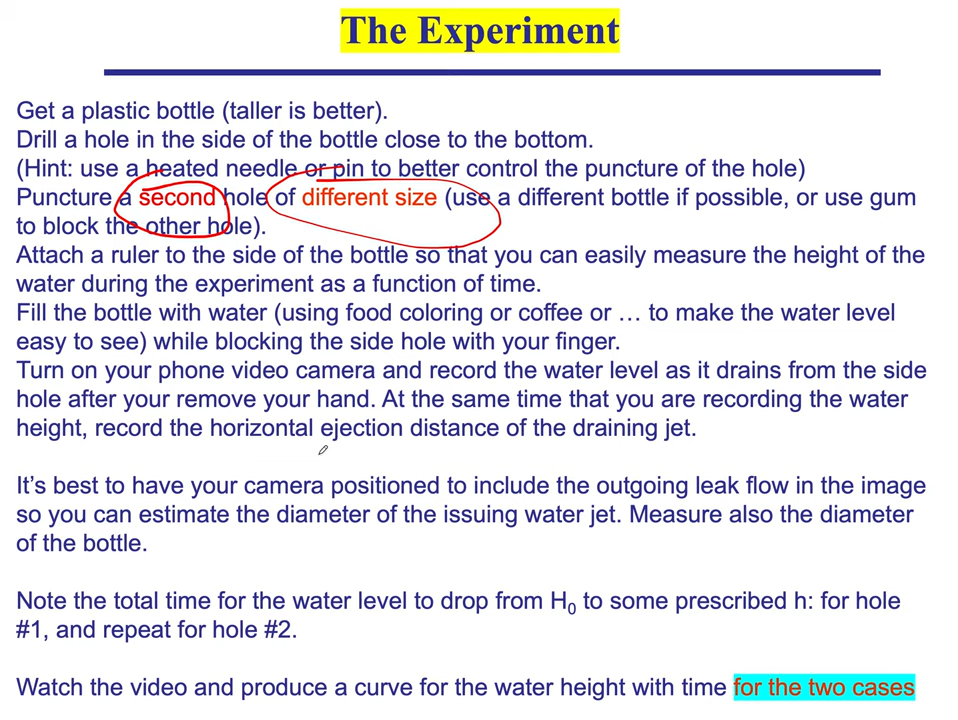 The Experiment
Get a plastic bottle (taller is better).
Drill a hole in the side of the bottle close to the bottom.
(Hint: use a heated needle or pin to better control the puncture of the hole)
Puncture a second hole of different size (use a different bottle if possible, or use gum
to block the other hole).
Attach a ruler to the side of the bottle so that you can easily measure the height of the
water during the experiment as a function of time.
Fill the bottle with water (using food coloring or coffee or … to make the water level
easy to see) while blocking the side hole with your finger.
Turn on your phone video camera and record the water level as it drains from the side
hole after your remove your hand. At the same time that you are recording the water
height, record the horizontal ejection distance of the draining jet.
It’s best to have your camera positioned to include the outgoing leak flow in the image
so you can estimate the diameter of the issuing water jet. Measure also the diameter
of the bottle.
Note the total time for the water level to drop from H₀ to some prescribed h: for hole
#1, and repeat for hole #2.
Watch the video and produce a curve for the water height with time for the two cases